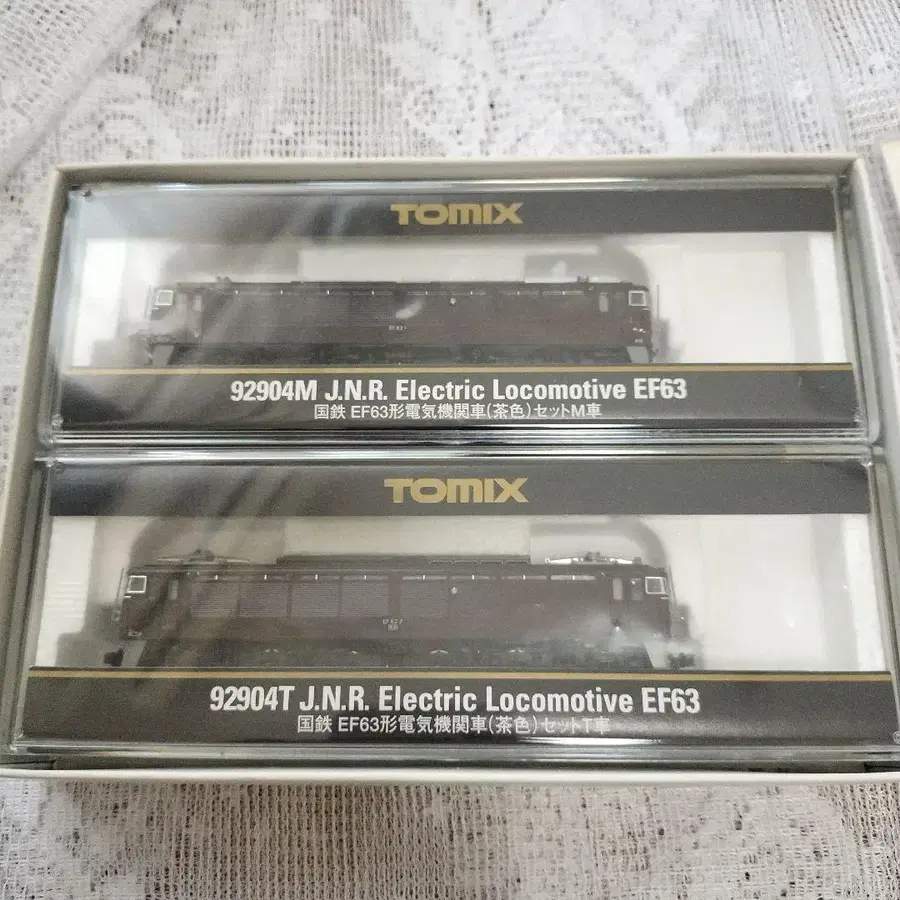 TOMIX
92904M J.N.R. Electric Locomotive EF63
国鉄 EF63形電気機関車(茶色)セットM車
TOMIX
92904T J.N.R. Electric Locomotive EF63
国鉄 EF63形電気機関車(茶色)セットT車